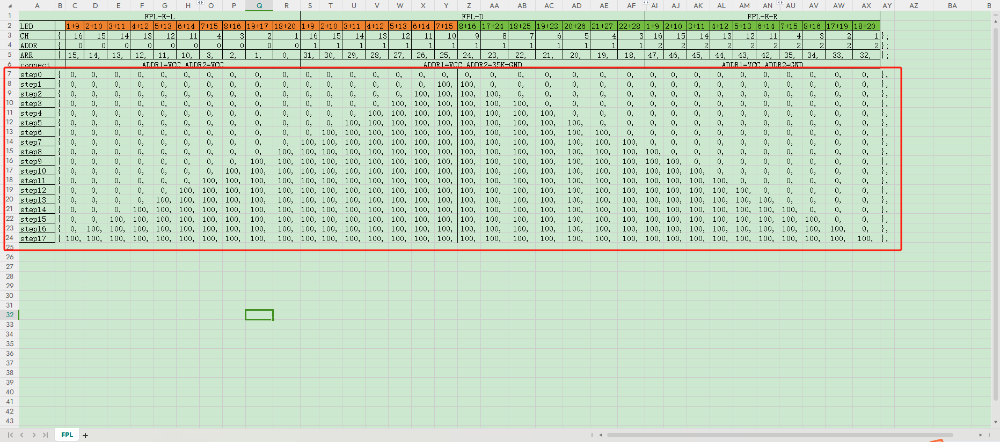 A B C D E F G H O P Q R S T U V W X Y Z AA AB AC AD AE AF AI AJ AK AL AM AN AU AV AW AX AY AZ BA
1 FPL-E-L FPL-D FPL-E-R
2 LED 1+9 2+10 3+11 4+12 5+13 6+14 7+15 8+16 19+17 18+20 1+9 2+10 3+11 4+12 5+13 6+14 7+15 8+16 17+24 18+25 19+23 20+26 21+27 22+28 1+9 2+10 3+11 4+12 5+13 6+14 7+15 8+16 17+19 18+20
3 CH { 16 15 14 13 12 11 4 3 2 1 16 15 14 13 12 11 10 9 8 7 6 5 4 3 16 15 14 13 12 11 4 3 2 1 };
4 ADDR { 0 0 0 0 0 0 0 0 0 0 1 1 1 1 1 1 1 1 1 1 1 1 1 1 2 2 2 2 2 2 2 2 2 2 };
5 ARR { 15, 14, 13, 12, 11, 10, 3, 2, 1, 0, 31, 30, 29, 28, 27, 26, 25, 24, 23, 22, 21, 20, 19, 18, 47, 46, 45, 44, 43, 42, 35, 34, 33, 32, };
6 connect ADDR1=VCC ADDR2=VCC ADDR1=VCC ADDR2=35K-GND ADDR1=VCC ADDR2=GND
7 step0 { 0, 0, 0, 0, 0, 0, 0, 0, 0, 0, 0, 0, 0, 0, 0, 0, 0, 0, 0, 0, 0, 0, 0, 0, 0, 0, 0, 0, 0, 0, 0, 0, 0, 0, },
8 step1 { 0, 0, 0, 0, 0, 0, 0, 0, 0, 0, 0, 0, 0, 0, 0, 0, 100, 100, 0, 0, 0, 0, 0, 0, 0, 0, 0, 0, 0, 0, 0, 0, 0, 0, },
9 step2 { 0, 0, 0, 0, 0, 0, 0, 0, 0, 0, 0, 0, 0, 0, 0, 100, 100, 100, 100, 0, 0, 0, 0, 0, 0, 0, 0, 0, 0, 0, 0, 0, 0, 0, },
10 step3 { 0, 0, 0, 0, 0, 0, 0, 0, 0, 0, 0, 0, 0, 0, 100, 100, 100, 100, 100, 100, 0, 0, 0, 0, 0, 0, 0, 0, 0, 0, 0, 0, 0, 0, },
11 step4 { 0, 0, 0, 0, 0, 0, 0, 0, 0, 0, 0, 0, 0, 100, 100, 100, 100, 100, 100, 100, 100, 0, 0, 0, 0, 0, 0, 0, 0, 0, 0, 0, 0, 0, },
12 step5 { 0, 0, 0, 0, 0, 0, 0, 0, 0, 0, 0, 0, 100, 100, 100, 100, 100, 100, 100, 100, 100, 100, 0, 0, 0, 0, 0, 0, 0, 0, 0, 0, 0, 0, },
13 step6 { 0, 0, 0, 0, 0, 0, 0, 0, 0, 0, 0, 100, 100, 100, 100, 100, 100, 100, 100, 100, 100, 100, 100, 0, 0, 0, 0, 0, 0, 0, 0, 0, 0, 0, },
14 step7 { 0, 0, 0, 0, 0, 0, 0, 0, 0, 0, 100, 100, 100, 100, 100, 100, 100, 100, 100, 100, 100, 100, 100, 100, 0, 0, 0, 0, 0, 0, 0, 0, 0, 0, },
15 step8 { 0, 0, 0, 0, 0, 0, 0, 0, 0, 100, 100, 100, 100, 100, 100, 100, 100, 100, 100, 100, 100, 100, 100, 100, 100, 0, 0, 0, 0, 0, 0, 0, 0, 0, },
16 step9 { 0, 0, 0, 0, 0, 0, 0, 0, 100, 100, 100, 100, 100, 100, 100, 100, 100, 100, 100, 100, 100, 100, 100, 100, 100, 100, 0, 0, 0, 0, 0, 0, 0, 0, },
17 step10 { 0, 0, 0, 0, 0, 0, 0, 100, 100, 100, 100, 100, 100, 100, 100, 100, 100, 100, 100, 100, 100, 100, 100, 100, 100, 100, 100, 0, 0, 0, 0, 0, 0, 0, },
18 step11 { 0, 0, 0, 0, 0, 0, 100, 100, 100, 100, 100, 100, 100, 100, 100, 100, 100, 100, 100, 100, 100, 100, 100, 100, 100, 100, 100, 100, 0, 0, 0, 0, 0, 0, },
19 step12 { 0, 0, 0, 0, 0, 100, 100, 100, 100, 100, 100, 100, 100, 100, 100, 100, 100, 100, 100, 100, 100, 100, 100, 100, 100, 100, 100, 100, 100, 0, 0, 0, 0, 0, },
20 step13 { 0, 0, 0, 0, 100, 100, 100, 100, 100, 100, 100, 100, 100, 100, 100, 100, 100, 100, 100, 100, 100, 100, 100, 100, 100, 100, 100, 100, 100, 100, 0, 0, 0, 0, },
21 step14 { 0, 0, 0, 100, 100, 100, 100, 100, 100, 100, 100, 100, 100, 100, 100, 100, 100, 100, 100, 100, 100, 100, 100, 100, 100, 100, 100, 100, 100, 100, 100, 0, 0, 0, },
22 step15 { 0, 0, 100, 100, 100, 100, 100, 100, 100, 100, 100, 100, 100, 100, 100, 100, 100, 100, 100, 100, 100, 100, 100, 100, 100, 100, 100, 100, 100, 100, 100, 100, 0, 0, },
23 step16 { 0, 100, 100, 100, 100, 100, 100, 100, 100, 100, 100, 100, 100, 100, 100, 100, 100, 100, 100, 100, 100, 100, 100, 100, 100, 100, 100, 100, 100, 100, 100, 100, 100, 0, },
24 step17 { 100, 100, 100, 100, 100, 100, 100, 100, 100, 100, 100, 100, 100, 100, 100, 100, 100, 100, 100, 100, 100, 100, 100, 100, 100, 100, 100, 100, 100, 100, 100, 100, 100, 100, },
25
26
27
28
29
30
31
32
33
34
35
36
37
38
39
40
41
42
43
FPL +